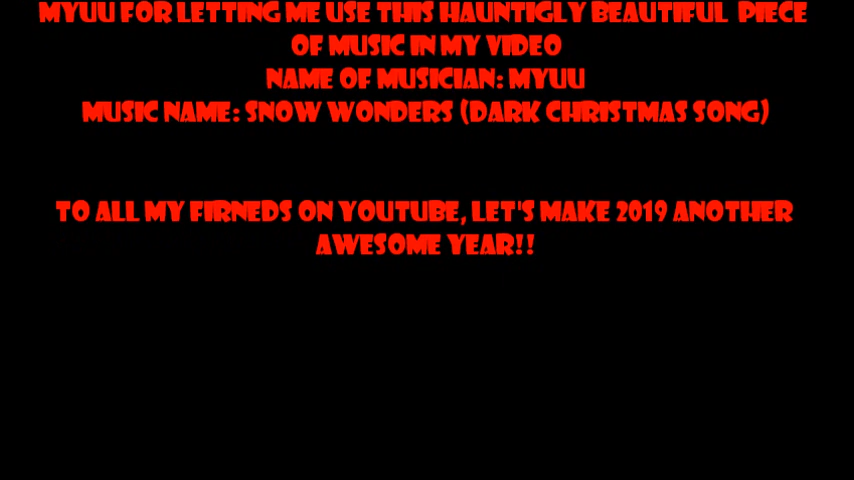 MYUU FOR LETTING ME USE THIS HAUNTIGLY BEAUTIFUL PIECE
OF MUSIC IN MY VIDEO
NAME OF MUSICIAN: MYUU
MUSIC NAME: SNOW WONDERS (DARK CHRISTMAS SONG)
TO ALL MY FIRNEDS ON YOUTUBE, LET'S MAKE 2019 ANOTHER
AWESOME YEAR!!